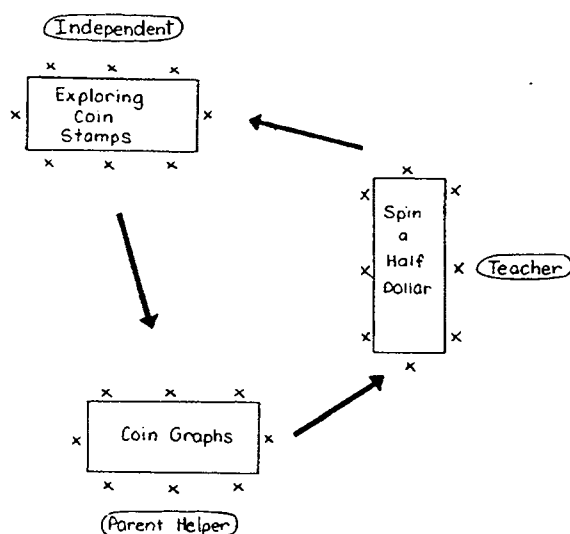 Independent
Exploring
Coin
Stamps
Spin
a
Half
Dollar
Teacher
Coin Graphs
Parent Helper